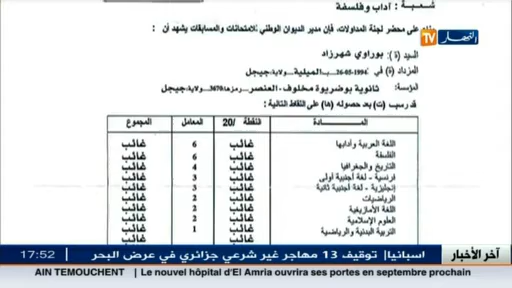 شعبة : آداب وفلسفة
على محضر لجنة المداولات، فإن مدير الديوان الوطني للامتحانات والمسابقات يشهد أن
السيد (ة) : بوراوي شهرزاد
المزداد (ة) في 26-05-1994 بـ الميلية ولاية جيجل
المؤسسة: ثانوية بوضربوة مخلوف - العنصر رمزها 3670 ولاية: جيجل
قد رسب (ت) بعد حصوله (ها) على النقاط التالية :
المـــادة النقطة /20 المعامل المجموع
اللغة العربية وآدابها غائب 6 غائب
الفلسفة غائب 6 غائب
التاريخ والجغرافيا غائب 4 غائب
فرنسية - لغة أجنبية أولى غائب 3 غائب
إنجليزية - لغة أجنبية ثانية غائب 3 غائب
الرياضيات غائب 2 غائب
اللغة الأمازيغية غائب 2 غائب
العلوم الإسلامية غائب 2 غائب
التربية البدنية والرياضية غائب 1 غائب
غائب غائب
النهار TV
آخر الأخبار اسبانيا| توقيف 13 مهاجر غير شرعي جزائري في عرض البحر 17:52
AIN TEMOUCHENT | Le nouvel hôpital d'El Amria ouvrira ses portes en septembre prochain